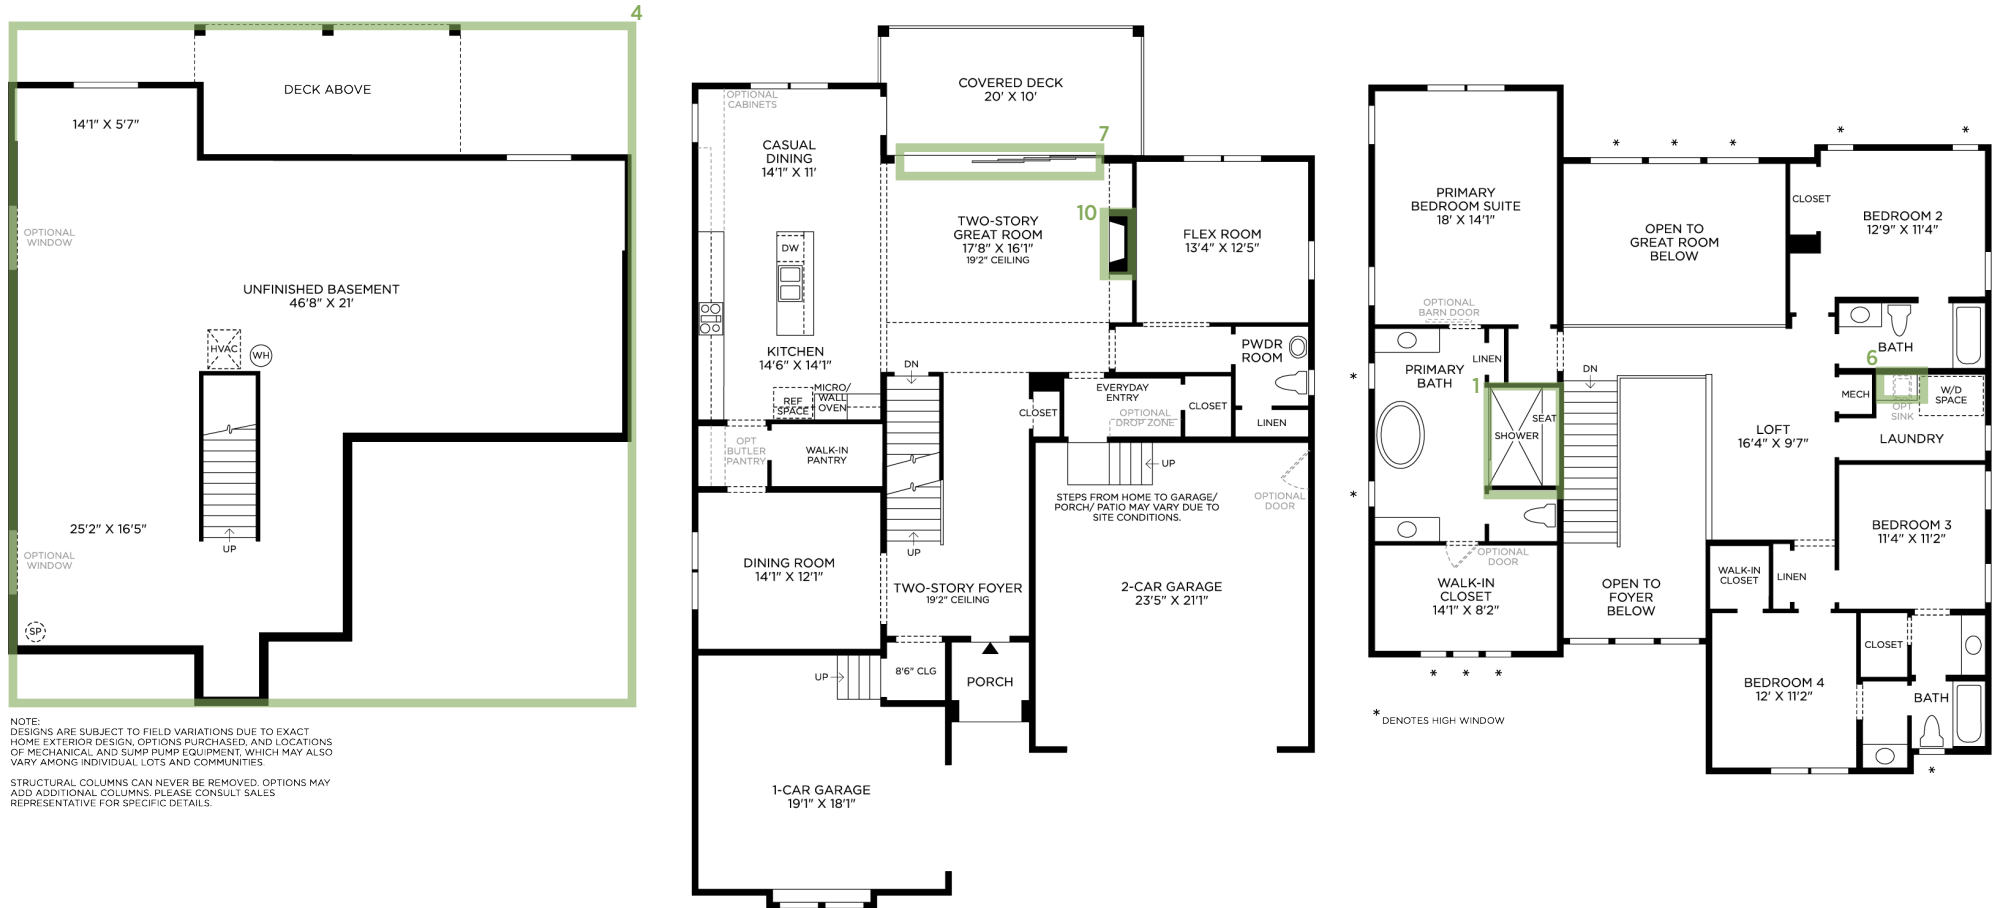 4
DECK ABOVE
14'1" X 5'7"
OPTIONAL
WINDOW
UNFINISHED BASEMENT
46'8" X 21'
HVAC
WH
25'2" X 16'5"
UP
OPTIONAL
WINDOW
SP
NOTE:
DESIGNS ARE SUBJECT TO FIELD VARIATIONS DUE TO EXACT
HOME EXTERIOR DESIGN, OPTIONS PURCHASED, AND LOCATIONS
OF MECHANICAL AND SUMP PUMP EQUIPMENT, WHICH MAY ALSO
VARY AMONG INDIVIDUAL LOTS AND COMMUNITIES.
STRUCTURAL COLUMNS CAN NEVER BE REMOVED. OPTIONS MAY
ADD ADDITIONAL COLUMNS. PLEASE CONSULT SALES
REPRESENTATIVE FOR SPECIFIC DETAILS.
COVERED DECK
20' X 10'
OPTIONAL
CABINETS
CASUAL
DINING
14'1" X 11'
7
10
TWO-STORY
GREAT ROOM
17'8" X 16'1"
19'2" CEILING
FLEX ROOM
13'4" X 12'5"
DW
KITCHEN
14'6" X 14'1"
MICRO/
WALL
OVEN
REF
SPACE
DN
PWDR
ROOM
EVERYDAY
ENTRY
CLOSET
OPTIONAL
DROP ZONE
CLOSET
LINEN
OPT
BUTLER
PANTRY
WALK-IN
PANTRY
UP
STEPS FROM HOME TO GARAGE/
PORCH/ PATIO MAY VARY DUE TO
SITE CONDITIONS.
OPTIONAL
DOOR
UP
DINING ROOM
14'1" X 12'1"
TWO-STORY FOYER
19'2" CEILING
2-CAR GARAGE
23'5" X 21'1"
UP
8'6" CLG
PORCH
1-CAR GARAGE
19'1" X 18'1"
* * * * *
PRIMARY
BEDROOM SUITE
18' X 14'1"
OPEN TO
GREAT ROOM
BELOW
CLOSET
BEDROOM 2
12'9" X 11'4"
OPTIONAL
BARN DOOR
LINEN
PRIMARY
BATH
*
1
DN
BATH
6
MECH
OPT
SINK
W/D
SPACE
SEAT
SHOWER
LOFT
16'4" X 9'7"
LAUNDRY
*
BEDROOM 3
11'4" X 11'2"
OPTIONAL
DOOR
WALK-IN
CLOSET
14'1" X 8'2"
OPEN TO
FOYER
BELOW
WALK-IN
CLOSET
LINEN
CLOSET
* * *
BEDROOM 4
12' X 11'2"
BATH
*
* DENOTES HIGH WINDOW